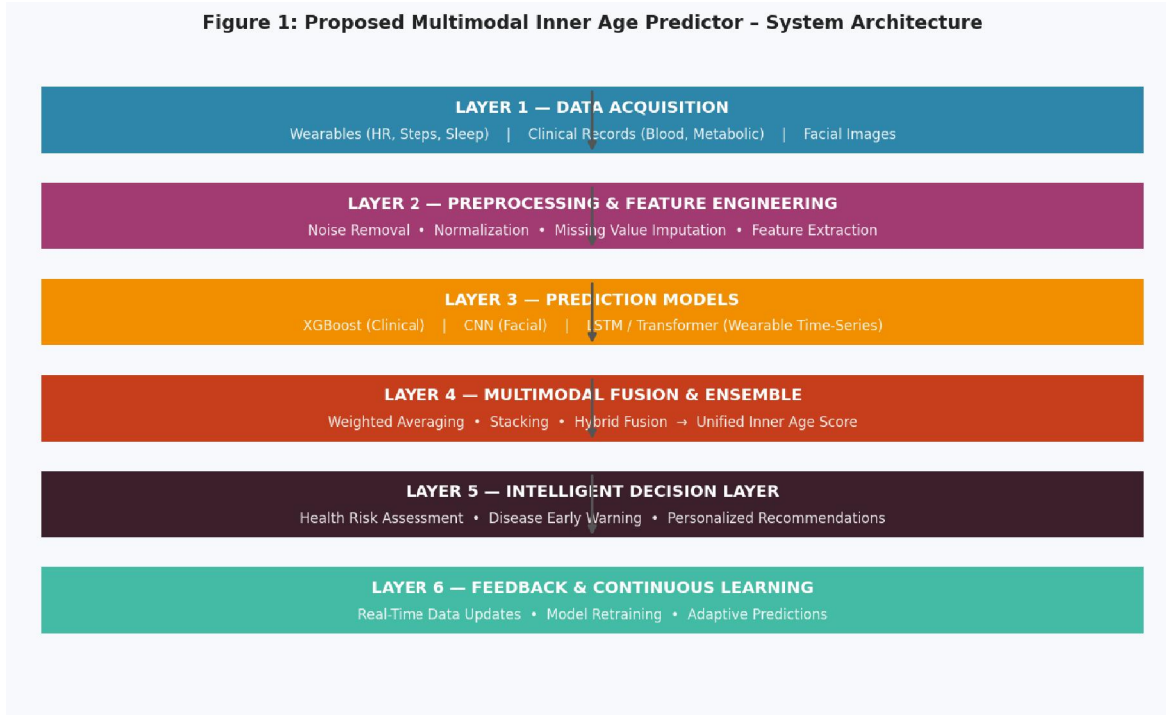 Figure 1: Proposed Multimodal Inner Age Predictor – System Architecture
LAYER 1 — DATA ACQUISITION
Wearables (HR, Steps, Sleep) | Clinical Records (Blood, Metabolic) | Facial Images
LAYER 2 — PREPROCESSING & FEATURE ENGINEERING
Noise Removal • Normalization • Missing Value Imputation • Feature Extraction
LAYER 3 — PREDICTION MODELS
XGBoost (Clinical) | CNN (Facial) | LSTM / Transformer (Wearable Time-Series)
LAYER 4 — MULTIMODAL FUSION & ENSEMBLE
Weighted Averaging • Stacking • Hybrid Fusion → Unified Inner Age Score
LAYER 5 — INTELLIGENT DECISION LAYER
Health Risk Assessment • Disease Early Warning • Personalized Recommendations
LAYER 6 — FEEDBACK & CONTINUOUS LEARNING
Real-Time Data Updates • Model Retraining • Adaptive Predictions